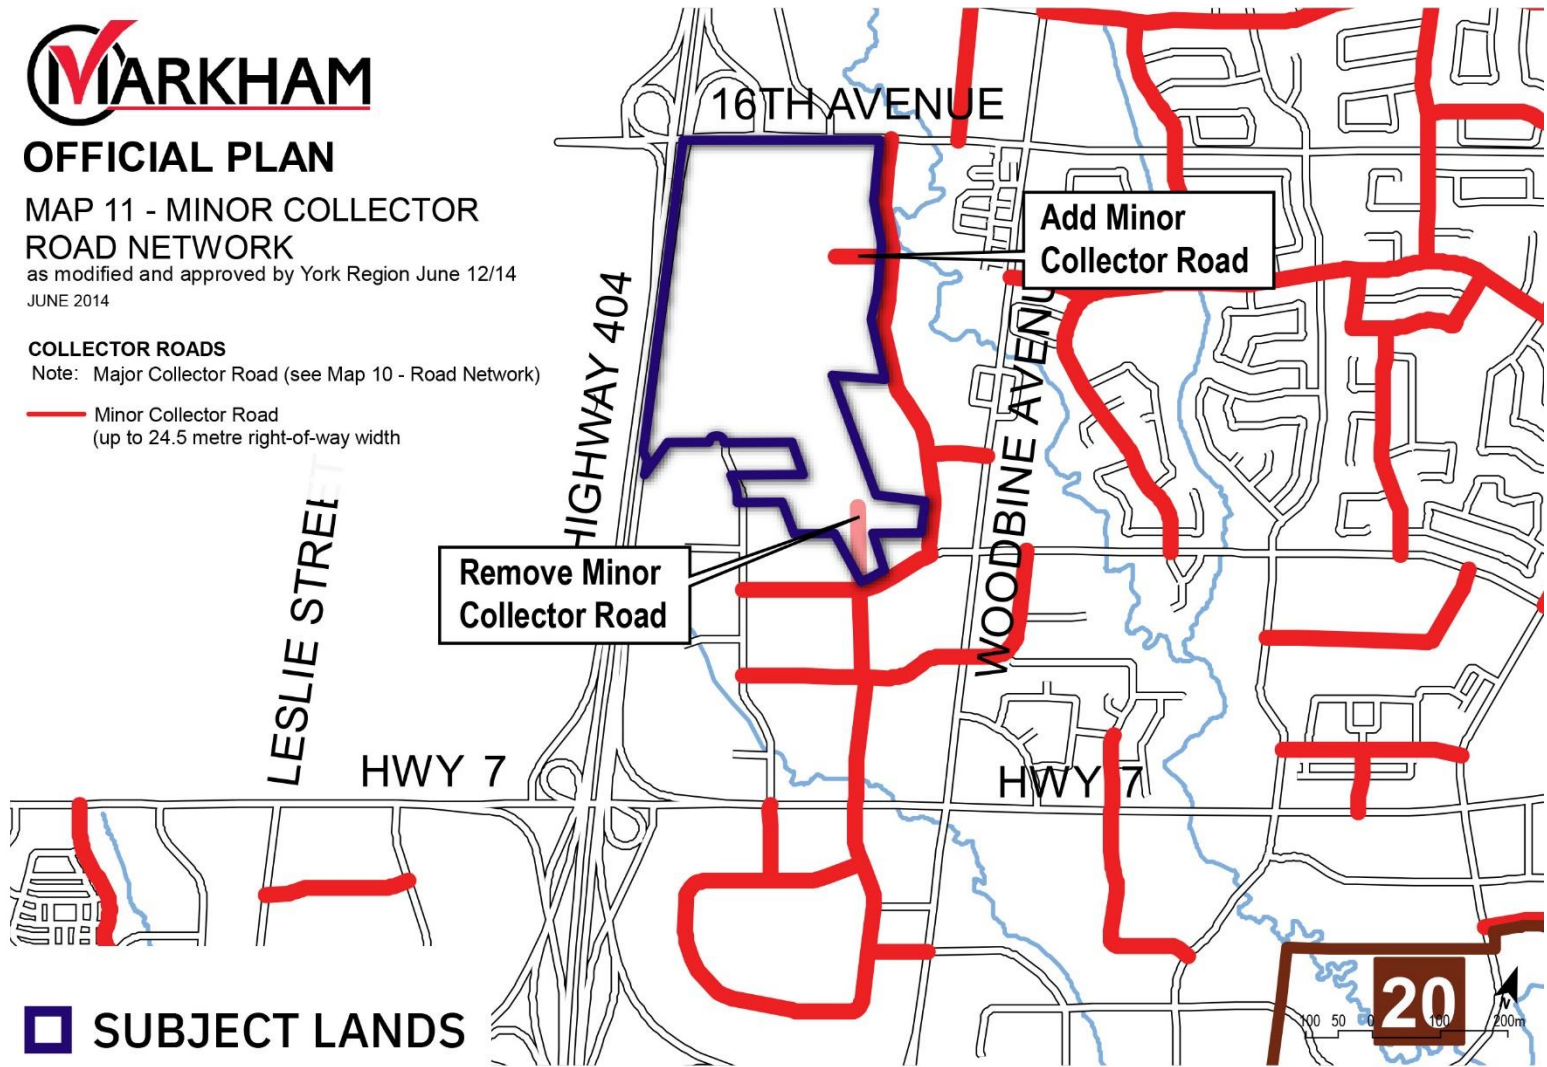 MARKHAM
OFFICIAL PLAN
MAP 11 - MINOR COLLECTOR
ROAD NETWORK
as modified and approved by York Region June 12/14
JUNE 2014
COLLECTOR ROADS
Note: Major Collector Road (see Map 10 - Road Network)
Minor Collector Road
(up to 24.5 metre right-of-way width
16TH AVENUE
Add Minor
Collector Road
HIGHWAY 404
WOODBINE AVENUE
LESLIE STREET
Remove Minor
Collector Road
HWY 7
HWY 7
SUBJECT LANDS
20
N
100 50 0 100 200m